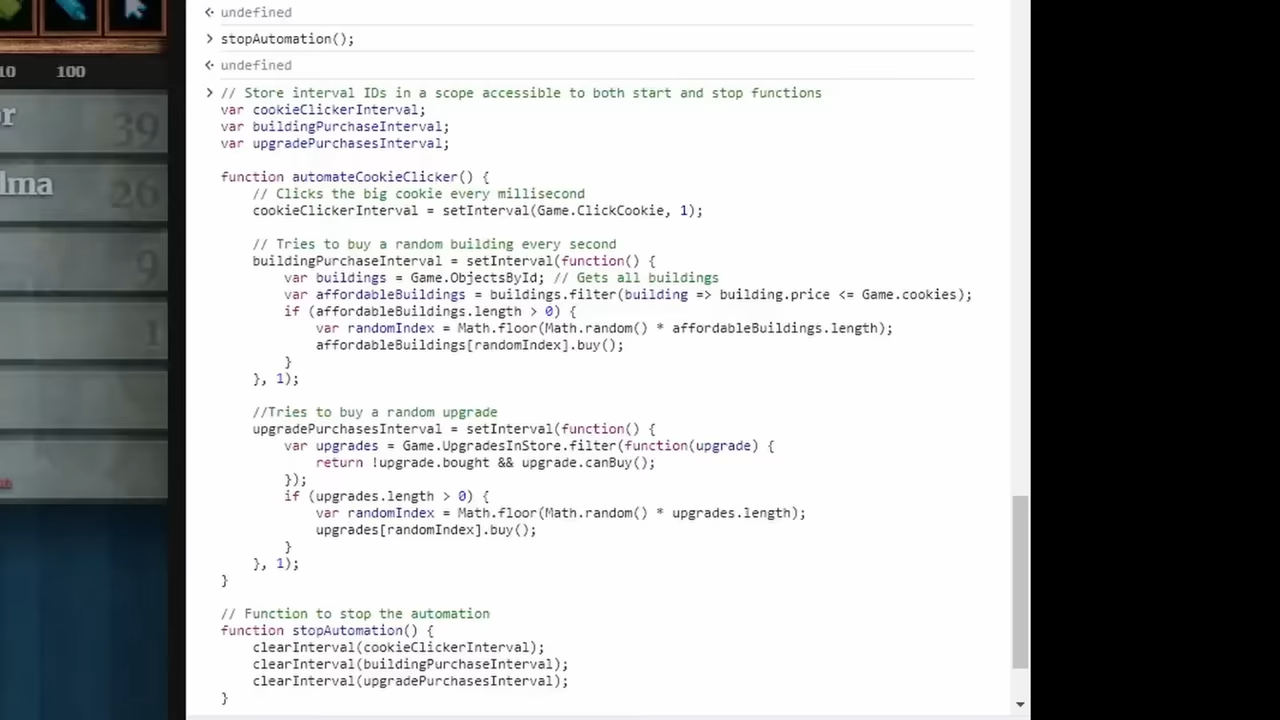 undefined
stopAutomation();
undefined
10 100
// Store interval IDs in a scope accessible to both start and stop functions
var cookieClickerInterval;
var buildingPurchaseInterval;
var upgradePurchasesInterval;
function automateCookieClicker() {
// Clicks the big cookie every millisecond
cookieClickerInterval = setInterval(Game.ClickCookie, 1);
// Tries to buy a random building every second
buildingPurchaseInterval = setInterval(function() {
var buildings = Game.ObjectsById; // Gets all buildings
var affordableBuildings = buildings.filter(building => building.price <= Game.cookies);
if (affordableBuildings.length > 0) {
var randomIndex = Math.floor(Math.random() * affordableBuildings.length);
affordableBuildings[randomIndex].buy();
}
}, 1);
//Tries to buy a random upgrade
upgradePurchasesInterval = setInterval(function() {
var upgrades = Game.UpgradesInStore.filter(function(upgrade) {
return !upgrade.bought && upgrade.canBuy();
});
if (upgrades.length > 0) {
var randomIndex = Math.floor(Math.random() * upgrades.length);
upgrades[randomIndex].buy();
}
}, 1);
}
// Function to stop the automation
function stopAutomation() {
clearInterval(cookieClickerInterval);
clearInterval(buildingPurchaseInterval);
clearInterval(upgradePurchasesInterval);
}
r 39
lma 26
9
1